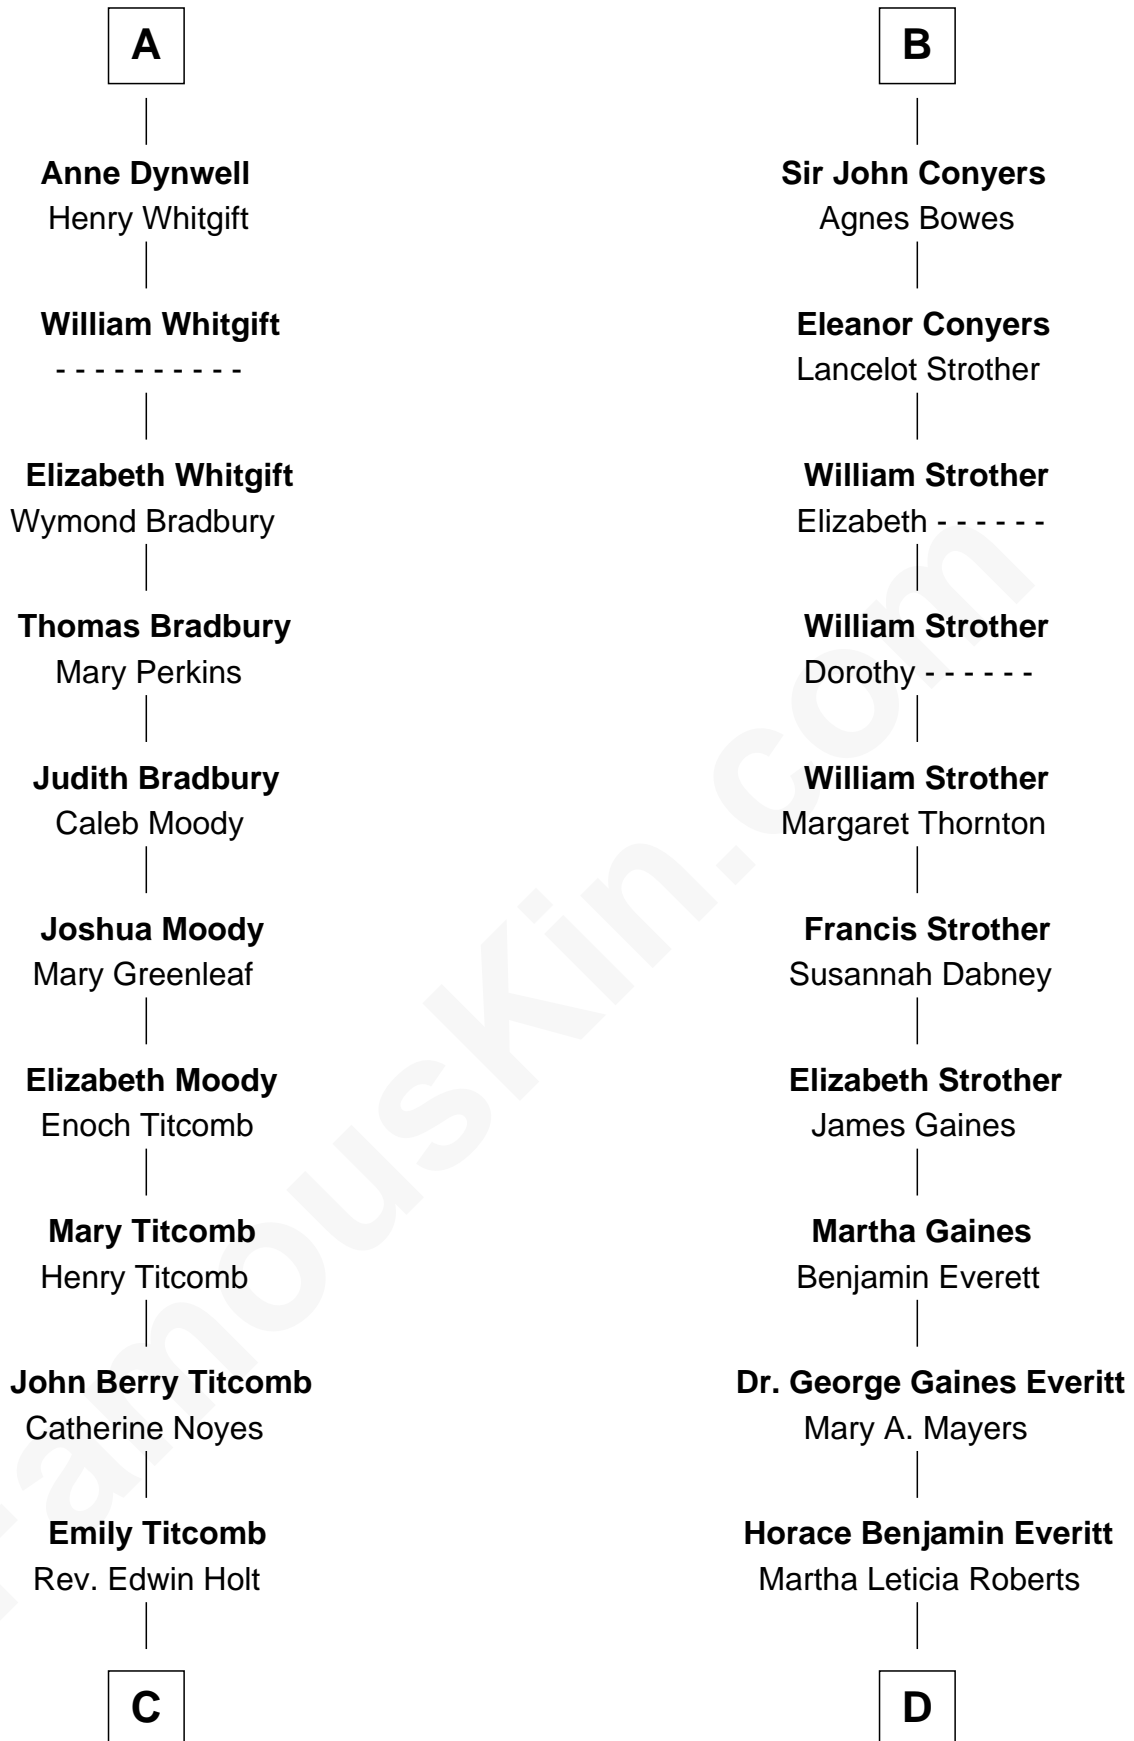 A
Anne Dynwell
Henry Whitgift
William Whitgift
- - - - - - - - - -
Elizabeth Whitgift
Wymond Bradbury
Thomas Bradbury
Mary Perkins
Judith Bradbury
Caleb Moody
Joshua Moody
Mary Greenleaf
Elizabeth Moody
Enoch Titcomb
Mary Titcomb
Henry Titcomb
John Berry Titcomb
Catherine Noyes
Emily Titcomb
Rev. Edwin Holt
C
B
Sir John Conyers
Agnes Bowes
Eleanor Conyers
Lancelot Strother
William Strother
Elizabeth - - - - - -
William Strother
Dorothy - - - - - -
William Strother
Margaret Thornton
Francis Strother
Susannah Dabney
Elizabeth Strother
James Gaines
Martha Gaines
Benjamin Everett
Dr. George Gaines Everitt
Mary A. Mayers
Horace Benjamin Everitt
Martha Leticia Roberts
D
FamousKin.com